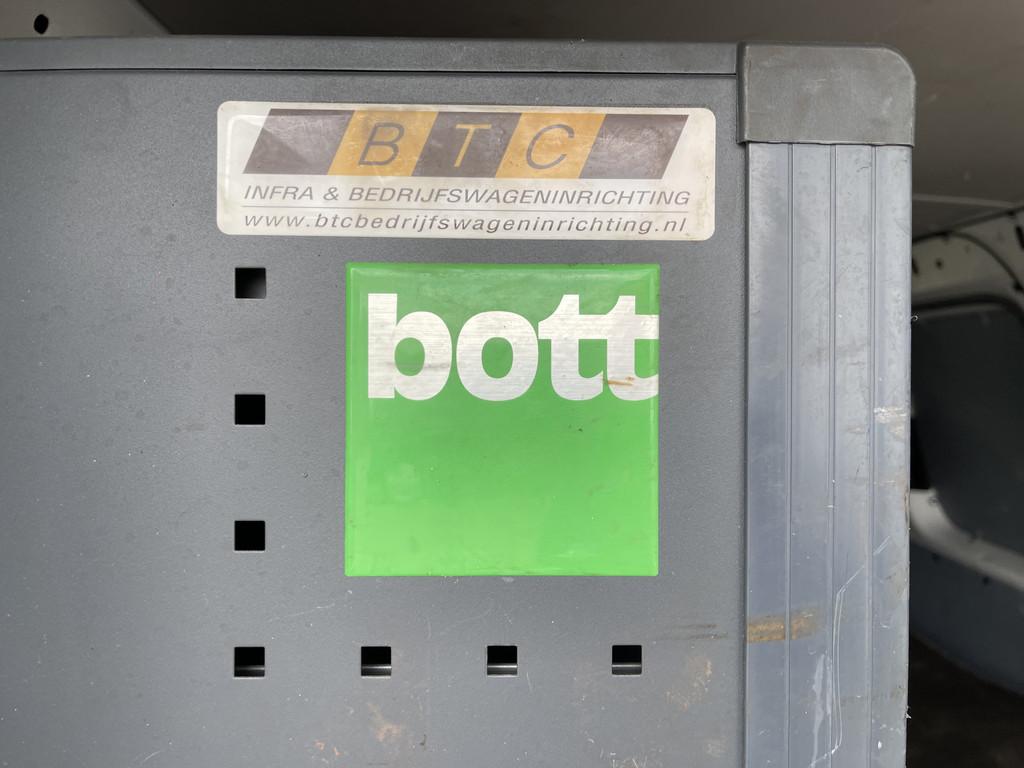 BTC
INFRA & BEDRIJFSWAGENINRICHTING
www.btcbedrijfswageninrichting.nl
bott